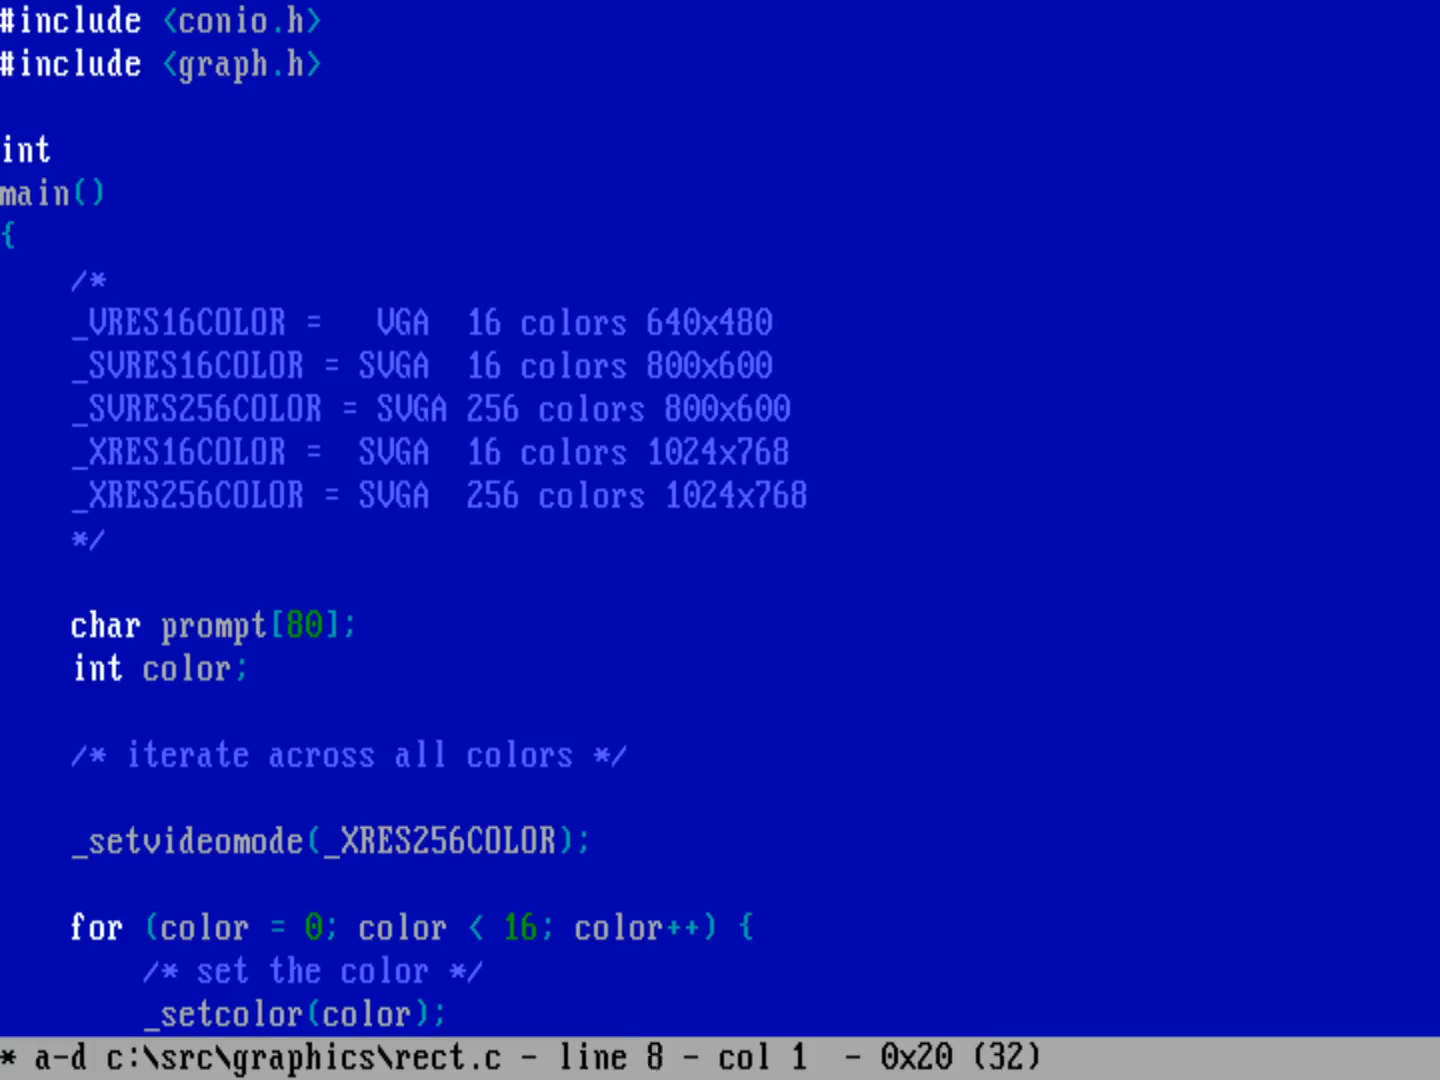 #include <conio.h>
#include <graph.h>

int
main()
{
    /*
    _VRES16COLOR =   VGA  16 colors 640x480
    _SVRES16COLOR = SVGA  16 colors 800x600
    _SVRES256COLOR = SVGA 256 colors 800x600
    _XRES16COLOR =  SVGA  16 colors 1024x768
    _XRES256COLOR = SVGA  256 colors 1024x768
    */

    char prompt[80];
    int color;

    /* iterate across all colors */

    _setvideomode(_XRES256COLOR);

    for (color = 0; color < 16; color++) {
        /* set the color */
        _setcolor(color);
* a-d c:\src\graphics\rect.c - line 8 - col 1  - 0x20 (32)